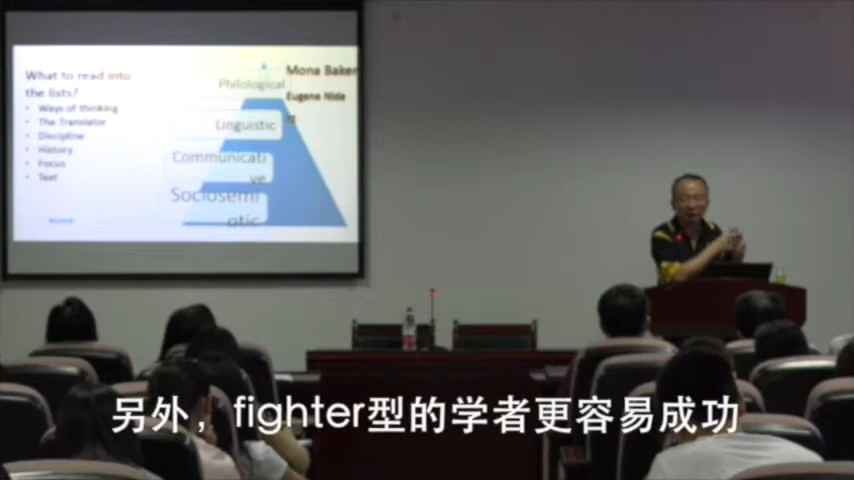 What to read into
the lists?
• Ways of thinking
• The Translator
• Discipline
• History
• Focus
• Text
Philological
Linguistic
Communicati
ve
Sociosemi
otic
Mona Baker
Eugene Nida
另外，fighter型的学者更容易成功